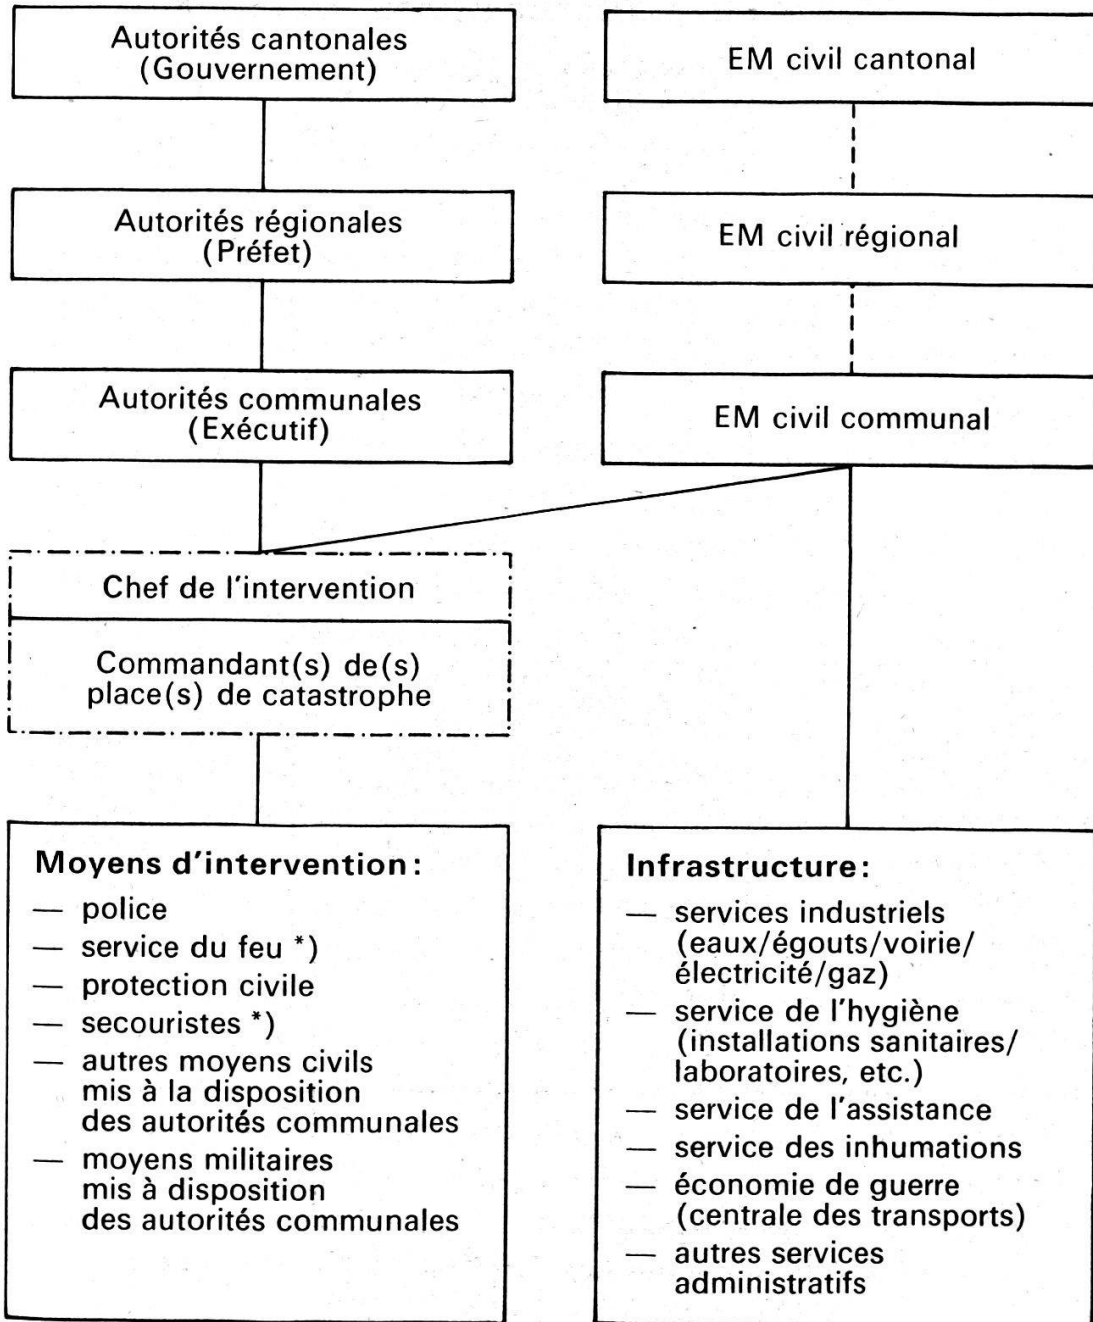 Autorités cantonales
(Gouvernement)
EM civil cantonal
Autorités régionales
(Préfet)
EM civil régional
Autorités communales
(Exécutif)
EM civil communal
Chef de l'intervention
Commandant(s) de(s)
place(s) de catastrophe
Moyens d'intervention:
— police
— service du feu *)
— protection civile
— secouristes *)
— autres moyens civils
mis à la disposition
des autorités communales
— moyens militaires
mis à disposition
des autorités communales
Infrastructure:
— services industriels
(eaux/égouts/voirie/
électricité/gaz)
— service de l'hygiène
(installations sanitaires/
laboratoires, etc.)
— service de l'assistance
— service des inhumations
— économie de guerre
(centrale des transports)
— autres services
administratifs